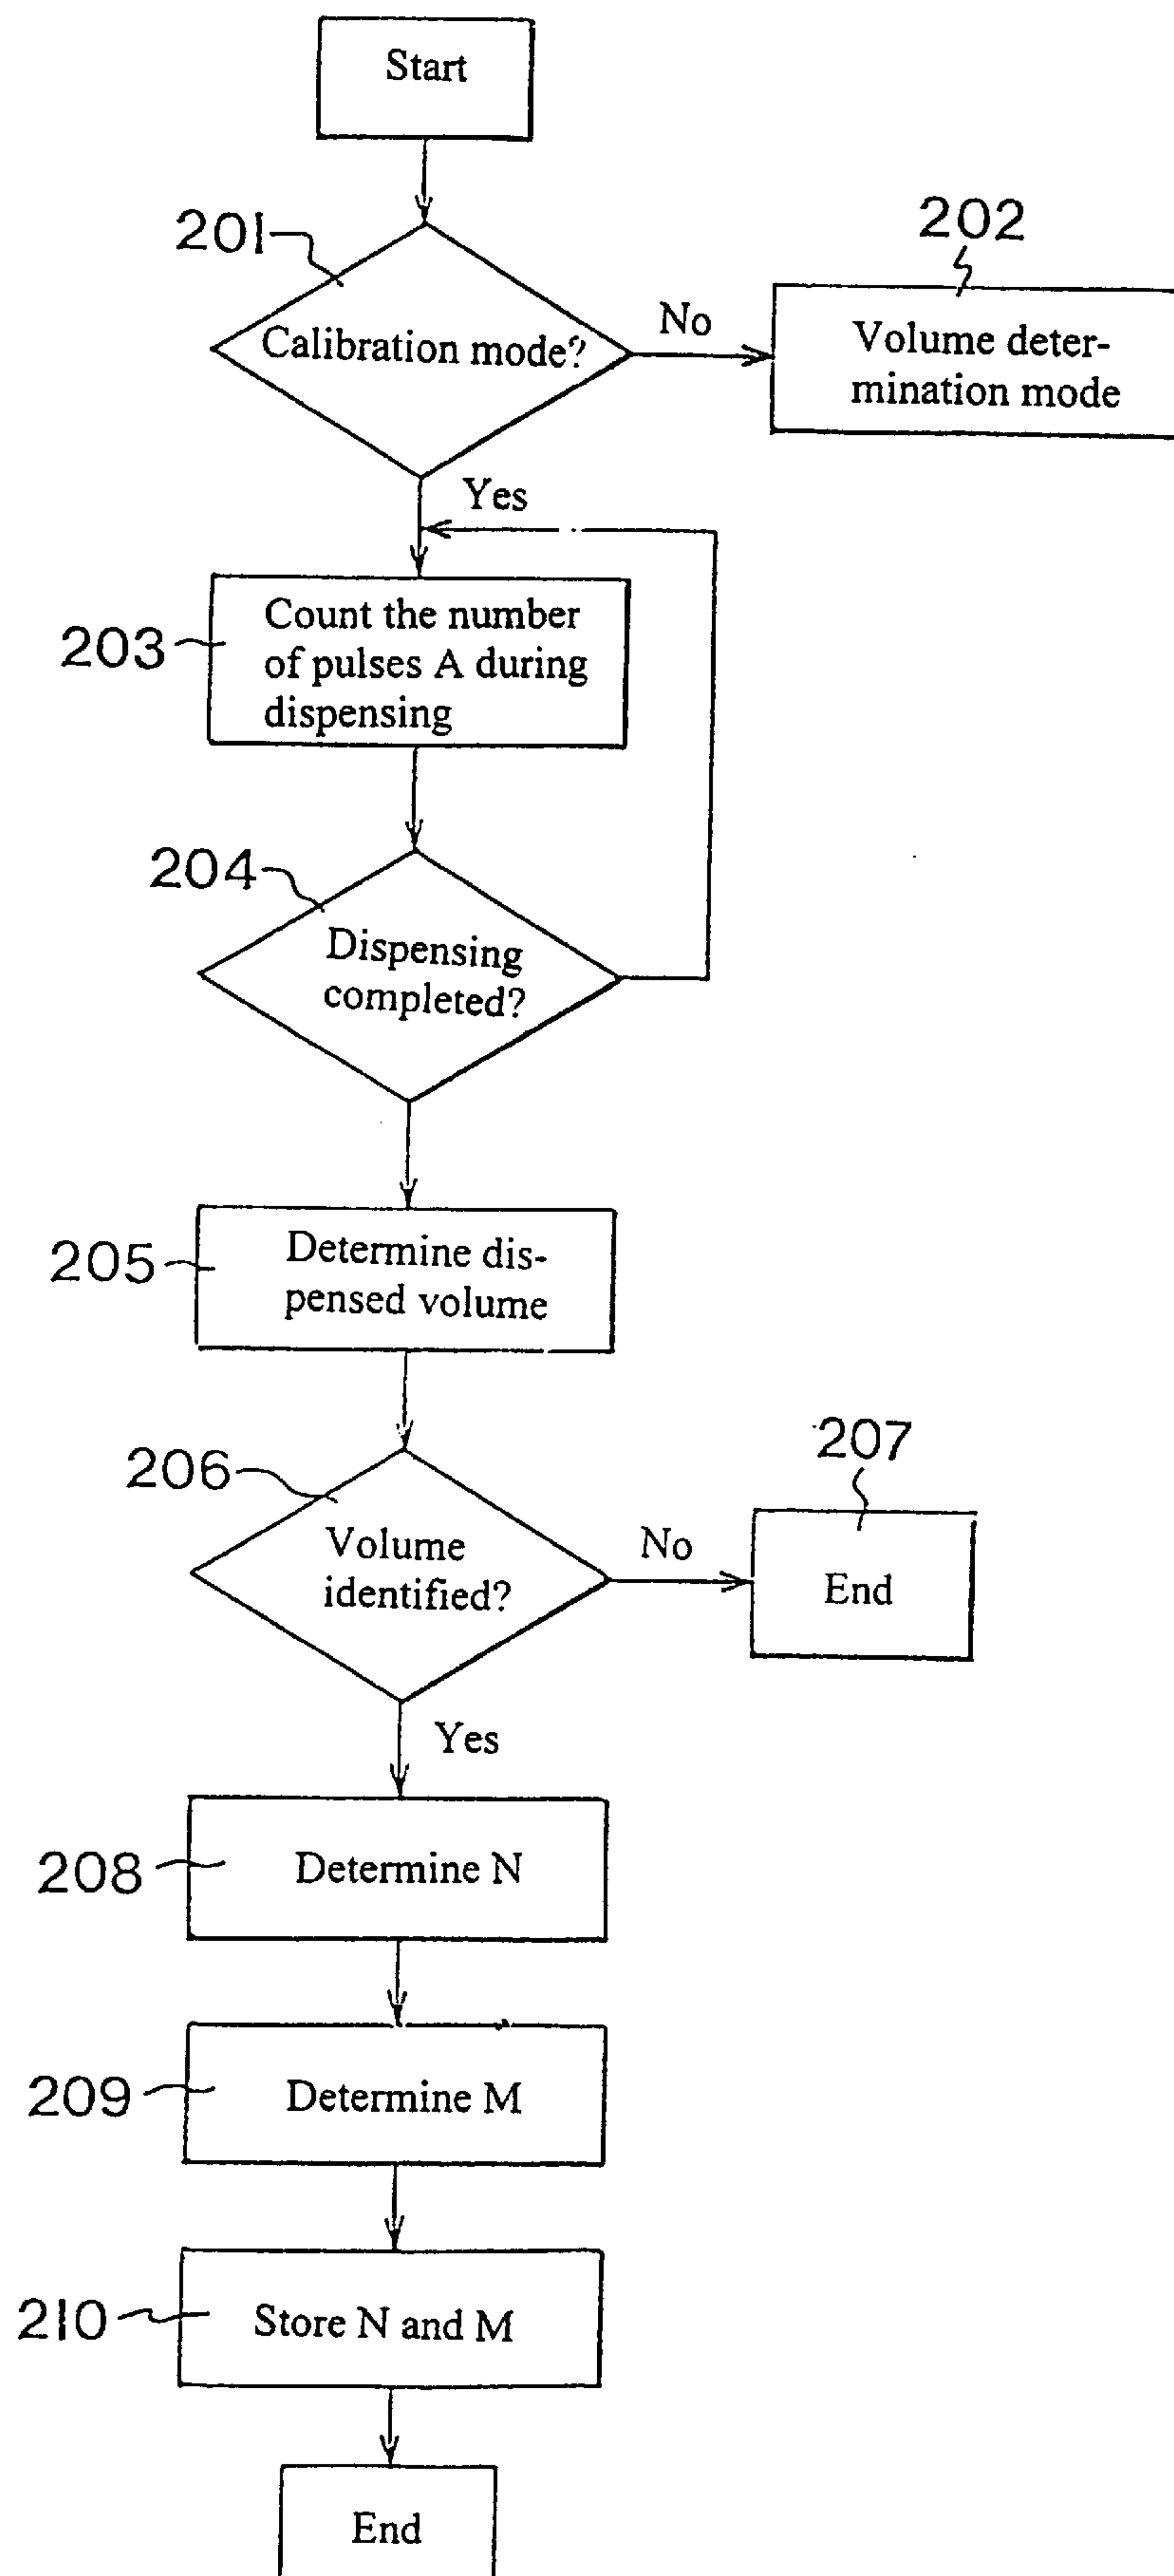 Start
201
202
Calibration mode?
No
Volume deter-
mination mode
Yes
203
Count the number
of pulses A during
dispensing
204
Dispensing
completed?
205
Determine dis-
pensed volume
206
207
Volume
identified?
No
End
Yes
208
Determine N
209
Determine M
210
Store N and M
End